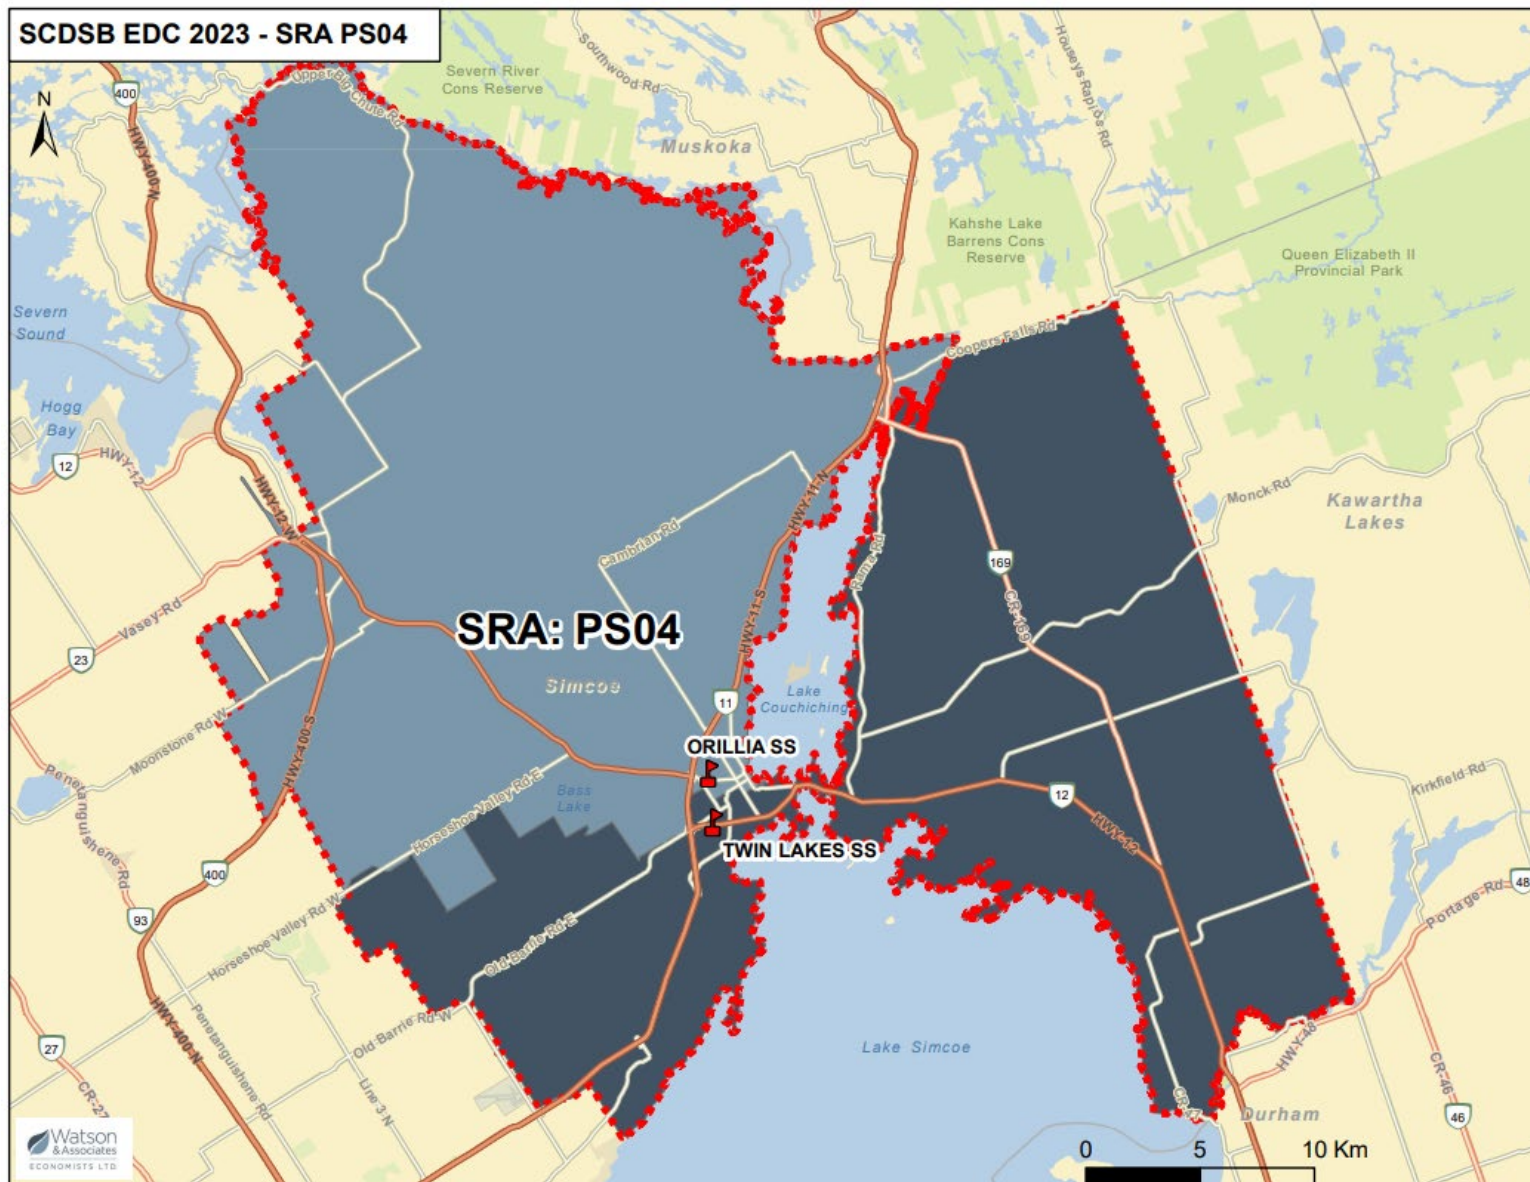 SCDSB EDC 2023 - SRA PS04
N
400
HWY-400-N
Upper Big Chute Rd
Severn River
Cons Reserve
Southwood Rd
Houseys Rapids Rd
Muskoka
Kahshe Lake
Barrens Cons
Reserve
Queen Elizabeth II
Provincial Park
Severn
Sound
Coopers Falls Rd
Hogg
Bay
12
HWY-12
HWY-12-W
HWY-11-N
Monck Rd
Kawartha
Lakes
Cambrian Rd
Rama Rd
169
CR-169
Vasey Rd
23
SRA: PS04
HWY-11-S
Simcoe
11
Lake
Couchiching
Moonstone Rd W
HWY-400-S
ORILLIA SS
Penetanguishene Rd
Horseshoe Valley Rd E
Bass
Lake
12
HWY-12
Kirkfield Rd
TWIN LAKES SS
400
48
Portage Rd
93
Horseshoe Valley Rd W
Old Barrie Rd E
HWY-400-N
Penetanguishene Rd
Old Barrie Rd W
27
CR-27
Line 3 N
Lake Simcoe
HWY-48
CR-46
46
CR-77
Durham
Watson
& Associates
ECONOMISTS LTD
0 5 10 Km